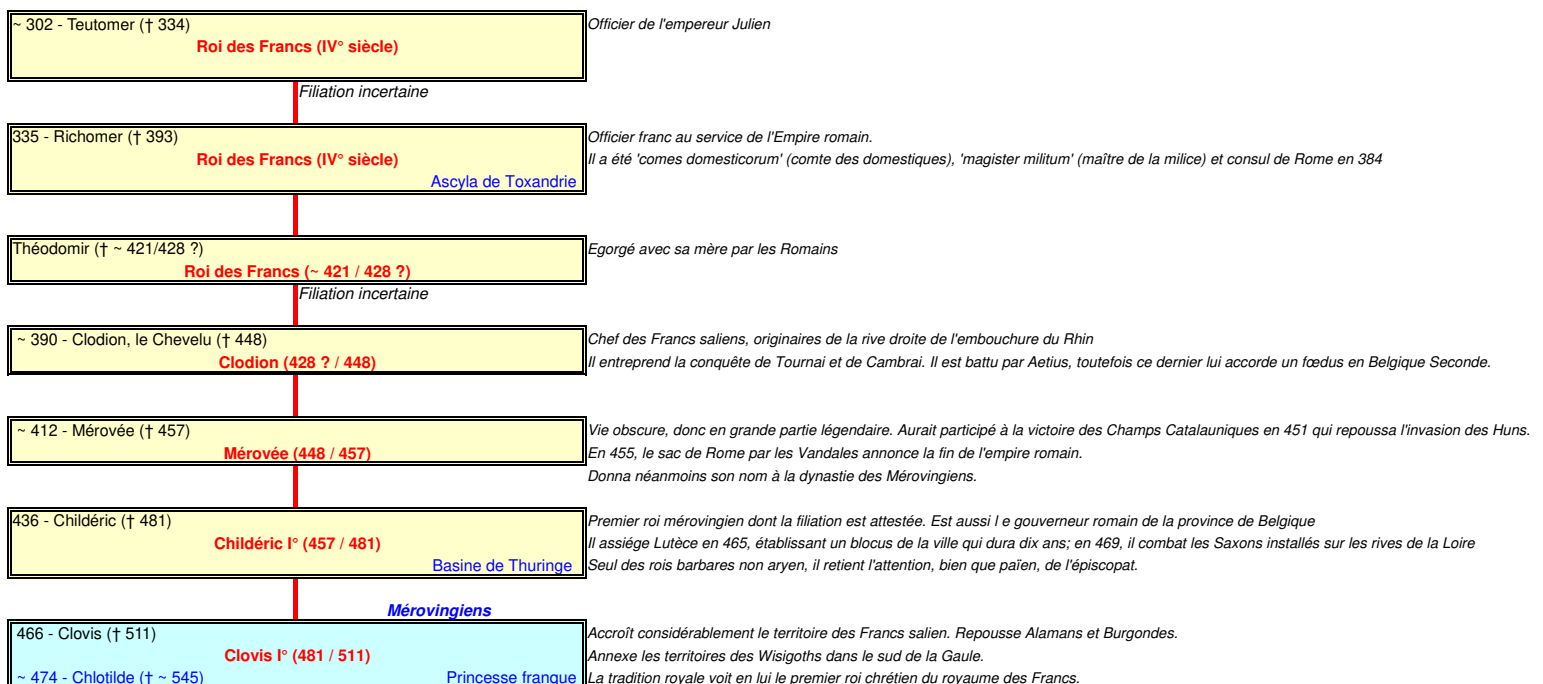 ~ 302 - Teutomer († 334)
Officier de l'empereur Julien
Roi des Francs (IV° siècle)
Filiation incertaine
335 - Richomer († 393)
Officier franc au service de l'Empire romain.
Roi des Francs (IV° siècle)
Il a été 'comes domesticorum' (comte des domestiques), 'magister militum' (maître de la milice) et consul de Rome en 384
Ascyla de Toxandrie
Théodomir († ~ 421/428 ?)
Egorgé avec sa mère par les Romains
Roi des Francs (~ 421 / 428 ?)
Filiation incertaine
~ 390 - Clodion, le Chevelu († 448)
Chef des Francs saliens, originaires de la rive droite de l'embouchure du Rhin
Clodion (428 ? / 448)
Il entreprend la conquête de Tournai et de Cambrai. Il est battu par Aetius, toutefois ce dernier lui accorde un fœdus en Belgique Seconde.
~ 412 - Mérovée († 457)
Vie obscure, donc en grande partie légendaire. Aurait participé à la victoire des Champs Catalauniques en 451 qui repoussa l'invasion des Huns.
Mérovée (448 / 457)
En 455, le sac de Rome par les Vandales annonce la fin de l'empire romain.
Donna néanmoins son nom à la dynastie des Mérovingiens.
436 - Childéric († 481)
Premier roi mérovingien dont la filiation est attestée. Est aussi l e gouverneur romain de la province de Belgique
Childéric I° (457 / 481)
Il assiége Lutèce en 465, établissant un blocus de la ville qui dura dix ans; en 469, il combat les Saxons installés sur les rives de la Loire
Basine de Thuringe
Seul des rois barbares non aryen, il retient l'attention, bien que païen, de l'épiscopat.
Mérovingiens
466 - Clovis († 511)
Accroît considérablement le territoire des Francs salien. Repousse Alamans et Burgondes.
Clovis I° (481 / 511)
Annexe les territoires des Wisigoths dans le sud de la Gaule.
~ 474 - Chlotilde († ~ 545)
Princesse franque
La tradition royale voit en lui le premier roi chrétien du royaume des Francs.